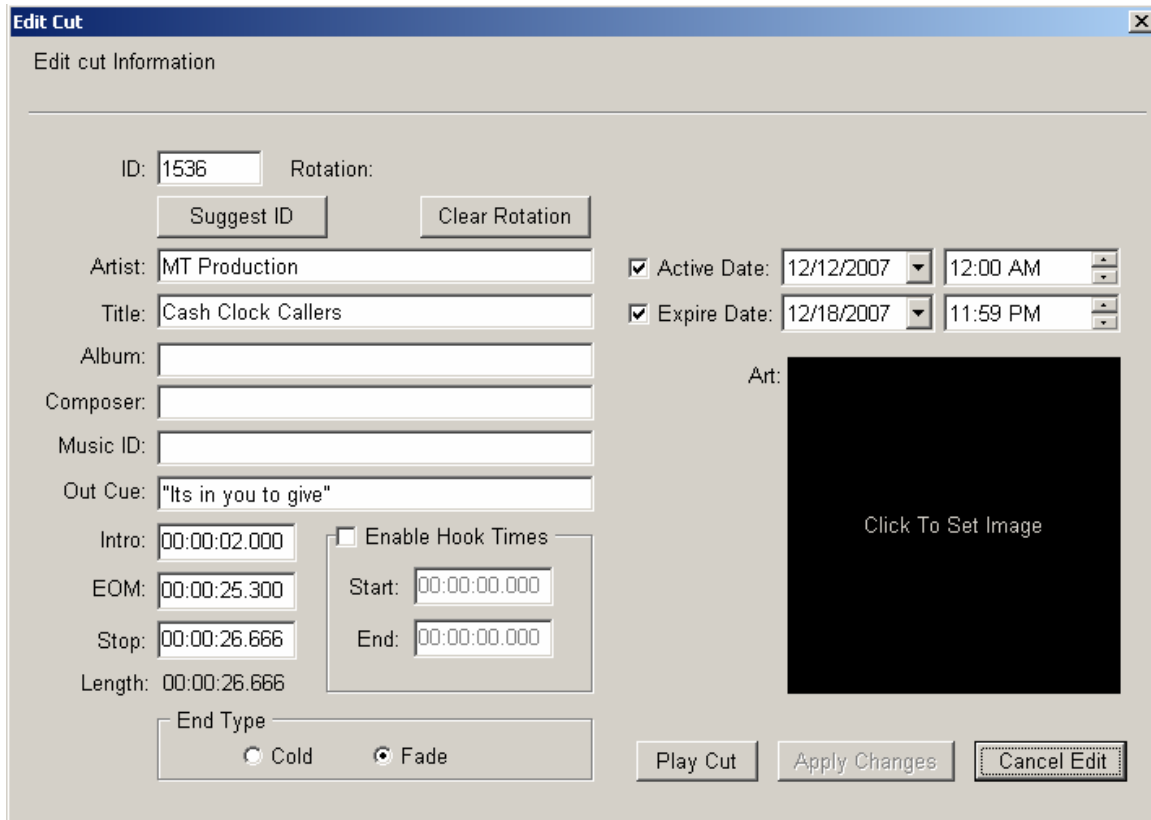 Edit Cut
Edit cut Information
ID: 1536 Rotation:
Suggest ID Clear Rotation
Artist: MT Production
Active Date: 12/12/2007 12:00 AM
Title: Cash Clock Callers
Expire Date: 12/18/2007 11:59 PM
Album:
Art:
Composer:
Music ID:
Out Cue: "Its in you to give"
Click To Set Image
Intro: 00:00:02.000
Enable Hook Times
EOM: 00:00:25.300
Start: 00:00:00.000
Stop: 00:00:26.666
End: 00:00:00.000
Length: 00:00:26.666
End Type
Cold Fade
Play Cut Apply Changes Cancel Edit